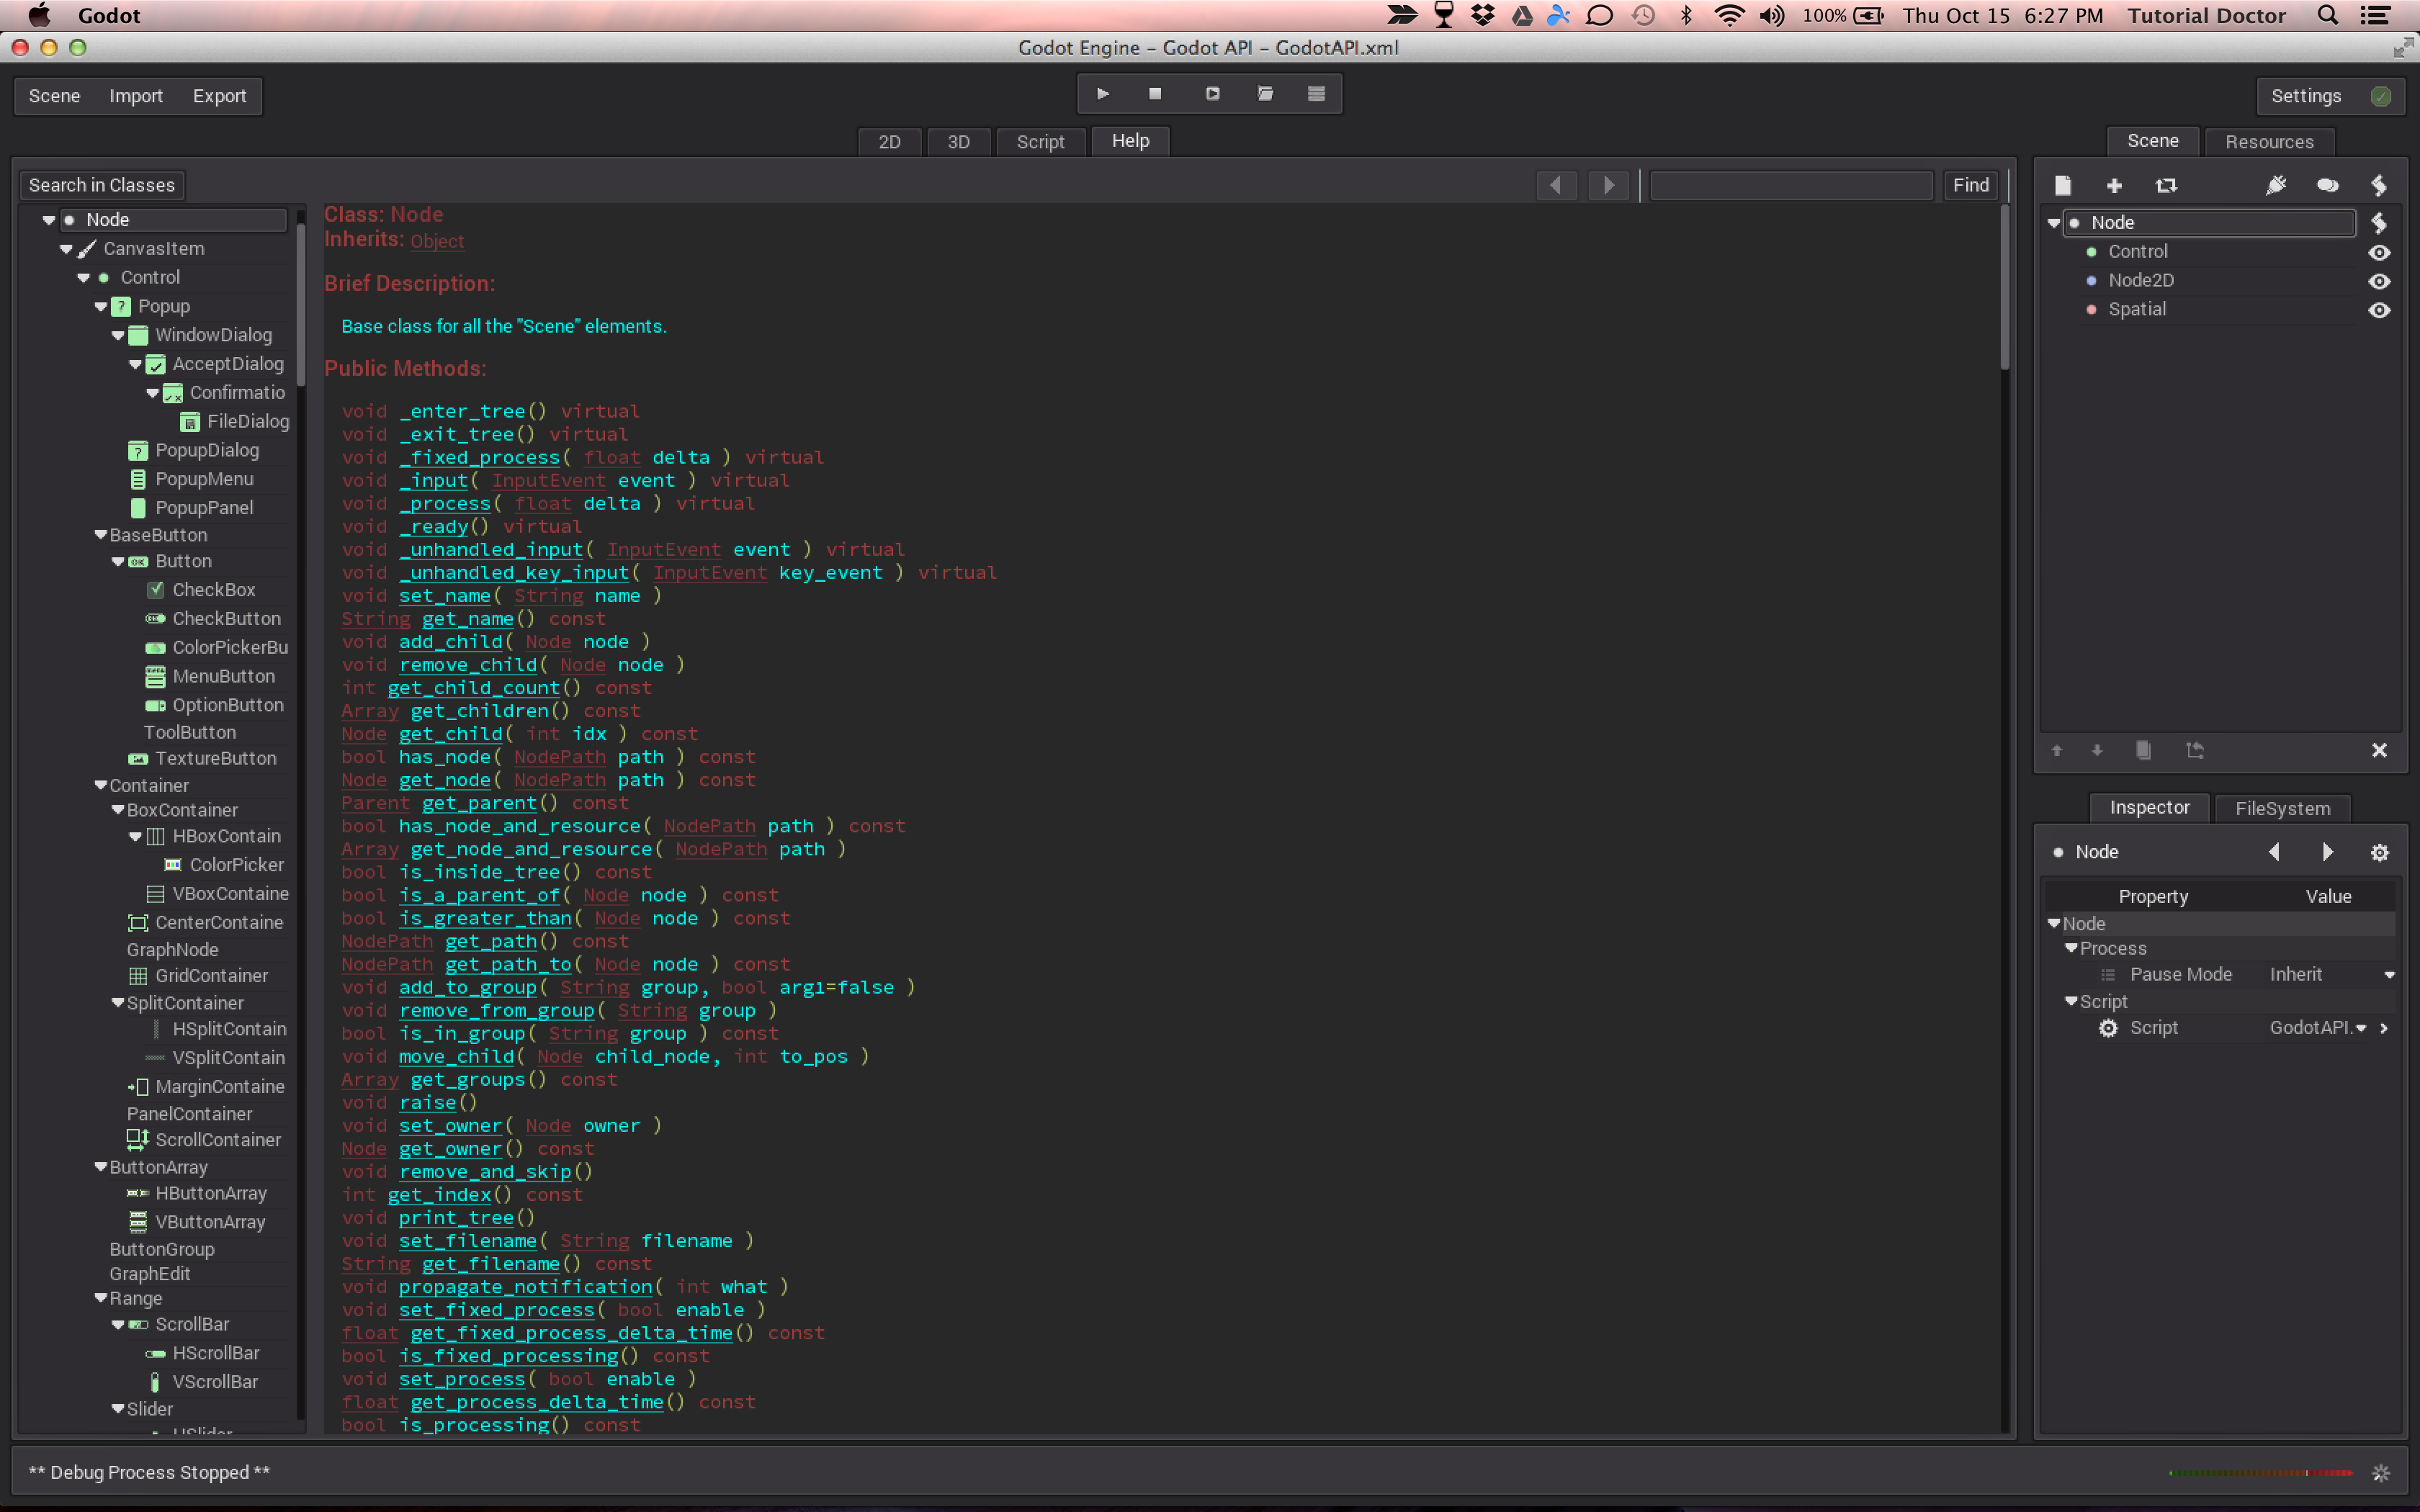 Godot
100% Thu Oct 15 6:27 PM Tutorial Doctor
Godot Engine – Godot API – GodotAPI.xml
Scene Import Export
Settings
2D 3D Script Help
Scene Resources
Search in Classes
Find
Node
CanvasItem
Control
Popup
WindowDialog
AcceptDialog
Confirmatio
FileDialog
PopupDialog
PopupMenu
PopupPanel
BaseButton
Button
CheckBox
CheckButton
ColorPickerBu
MenuButton
OptionButton
ToolButton
TextureButton
Container
BoxContainer
HBoxContain
ColorPicker
VBoxContaine
CenterContaine
GraphNode
GridContainer
SplitContainer
HSplitContain
VSplitContain
MarginContaine
PanelContainer
ScrollContainer
ButtonArray
HButtonArray
VButtonArray
ButtonGroup
GraphEdit
Range
ScrollBar
HScrollBar
VScrollBar
Slider
HSlider
Class: Node
Inherits: Object
Brief Description:
Base class for all the "Scene" elements.
Public Methods:
void _enter_tree() virtual
void _exit_tree() virtual
void _fixed_process( float delta ) virtual
void _input( InputEvent event ) virtual
void _process( float delta ) virtual
void _ready() virtual
void _unhandled_input( InputEvent event ) virtual
void _unhandled_key_input( InputEvent key_event ) virtual
void set_name( String name )
String get_name() const
void add_child( Node node )
void remove_child( Node node )
int get_child_count() const
Array get_children() const
Node get_child( int idx ) const
bool has_node( NodePath path ) const
Node get_node( NodePath path ) const
Parent get_parent() const
bool has_node_and_resource( NodePath path ) const
Array get_node_and_resource( NodePath path )
bool is_inside_tree() const
bool is_a_parent_of( Node node ) const
bool is_greater_than( Node node ) const
NodePath get_path() const
NodePath get_path_to( Node node ) const
void add_to_group( String group, bool arg1=false )
void remove_from_group( String group )
bool is_in_group( String group ) const
void move_child( Node child_node, int to_pos )
Array get_groups() const
void raise()
void set_owner( Node owner )
Node get_owner() const
void remove_and_skip()
int get_index() const
void print_tree()
void set_filename( String filename )
String get_filename() const
void propagate_notification( int what )
void set_fixed_process( bool enable )
float get_fixed_process_delta_time() const
bool is_fixed_processing() const
void set_process( bool enable )
float get_process_delta_time() const
bool is_processing() const
Node
Control
Node2D
Spatial
Inspector FileSystem
Node
Property Value
Node
Process
Pause Mode Inherit
Script
Script GodotAPI.
** Debug Process Stopped **